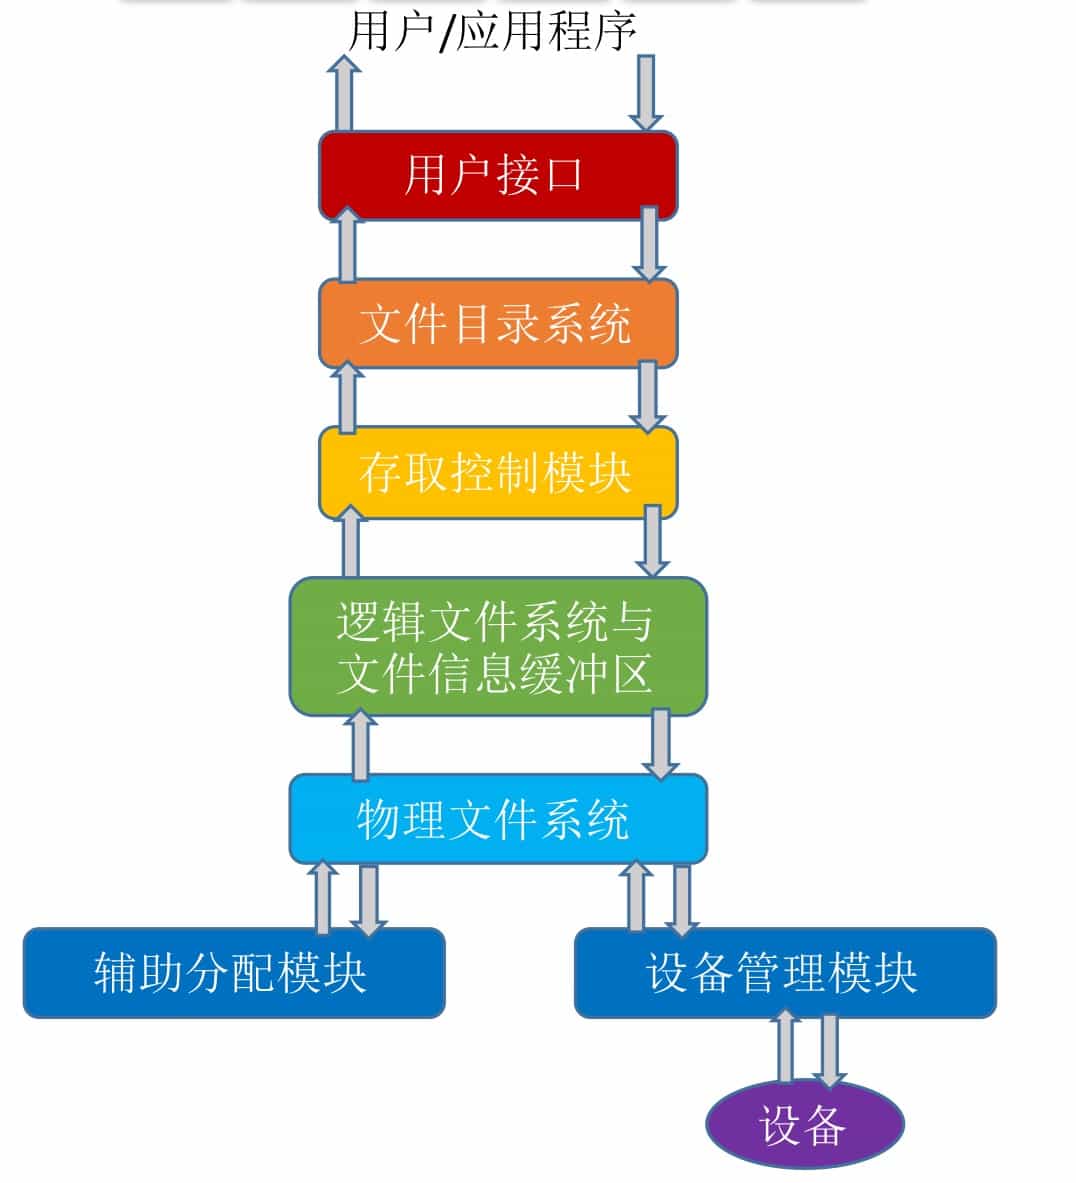 用户/应用程序
用户接口
文件目录系统
存取控制模块
逻辑文件系统与
文件信息缓冲区
物理文件系统
辅助分配模块
设备管理模块
设备